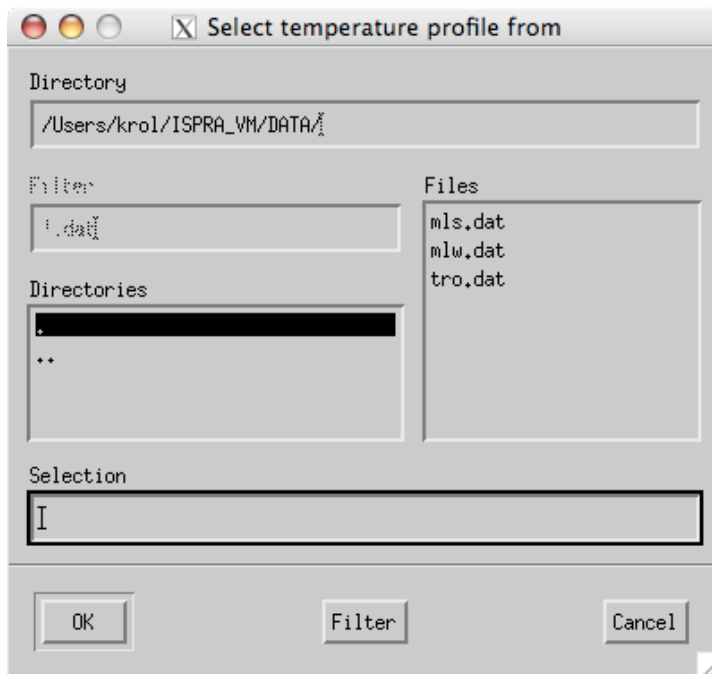 X Select temperature profile from
Directory
/Users/krol/ISPRA_VM/DATA/
Filter
*.dat
Files
mls.dat
mlw.dat
tro.dat
Directories
.
..
Selection
OK
Filter
Cancel